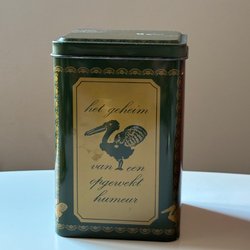 het geheim
van een
opgewekt
humeur